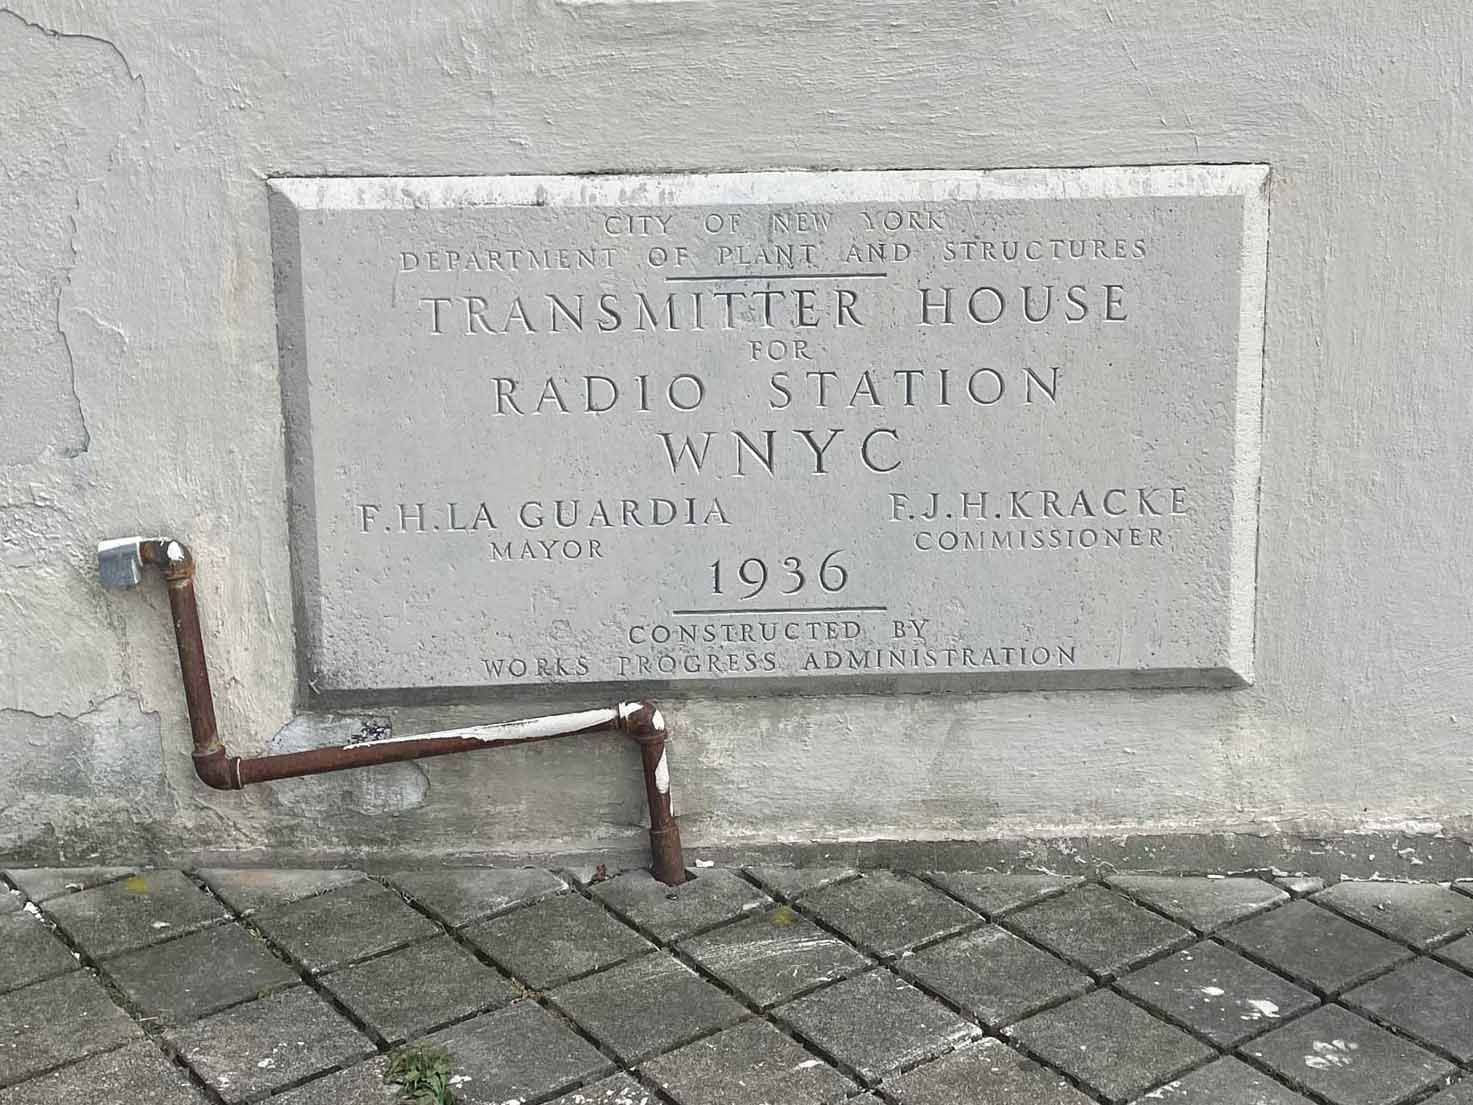 CITY OF NEW YORK
DEPARTMENT OF PLANT AND STRUCTURES
TRANSMITTER HOUSE
FOR
RADIO STATION
WNYC
F.H.LA GUARDIA F.J.H.KRACKE
MAYOR COMMISSIONER
1936
CONSTRUCTED BY
WORKS PROGRESS ADMINISTRATION